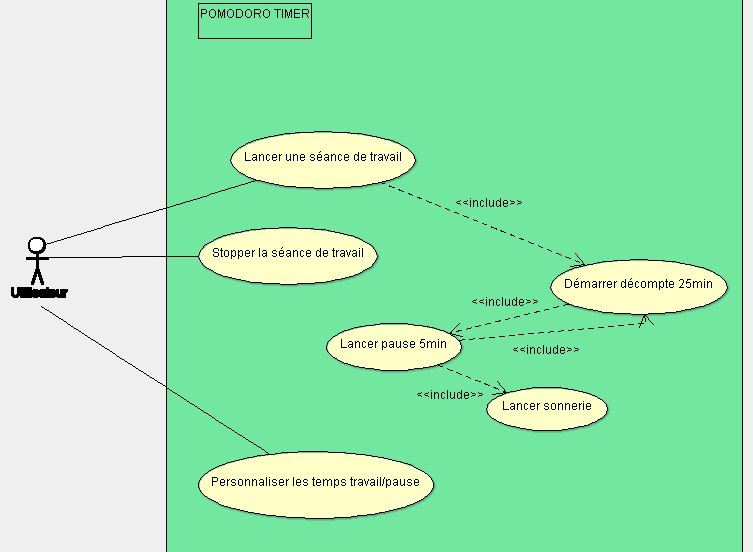 POMODORO TIMER
Lancer une séance de travail
<<include>>
Stopper la séance de travail
Utilisateur
Démarrer décompte 25min
<<include>>
Lancer pause 5min
<<include>>
<<include>>
Lancer sonnerie
Personnaliser les temps travail/pause